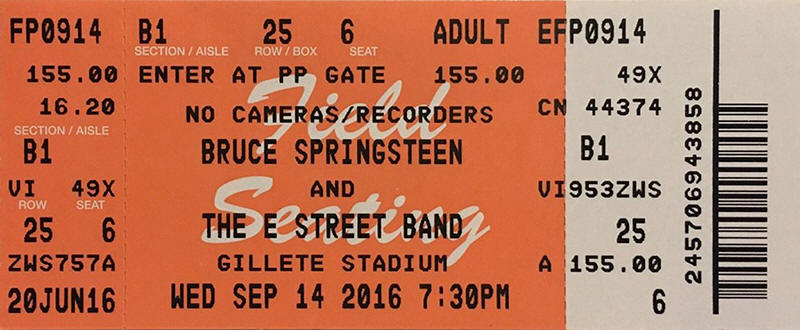 FP0914 B1 25 6 ADULT EFP0914
SECTION / AISLE ROW / BOX SEAT
155.00 ENTER AT PP GATE 155.00 49X
16.20 NO CAMERAS/RECORDERS CN 44374
Field
SECTION / AISLE
B1 BRUCE SPRINGSTEEN B1
VI 49X AND VI953ZWS
ROW SEAT
Seating
25 6 THE E STREET BAND 25
ZWS757A GILLETE STADIUM A 155.00
20JUN16 WED SEP 14 2016 7:30PM 6
245706943858